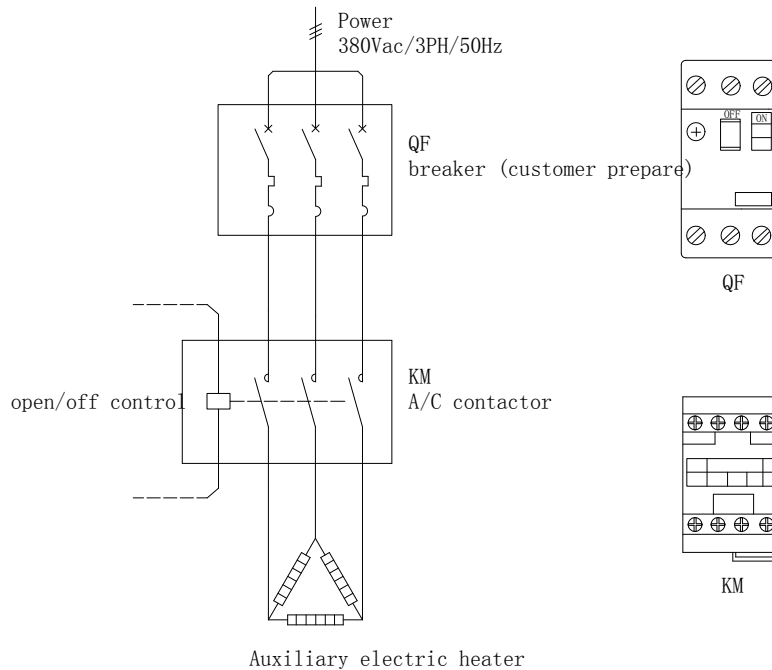 Power
380Vac/3PH/50Hz
QF
breaker (customer prepare)
OFF
ON
QF
open/off control
KM
A/C contactor
KM
Auxiliary electric heater